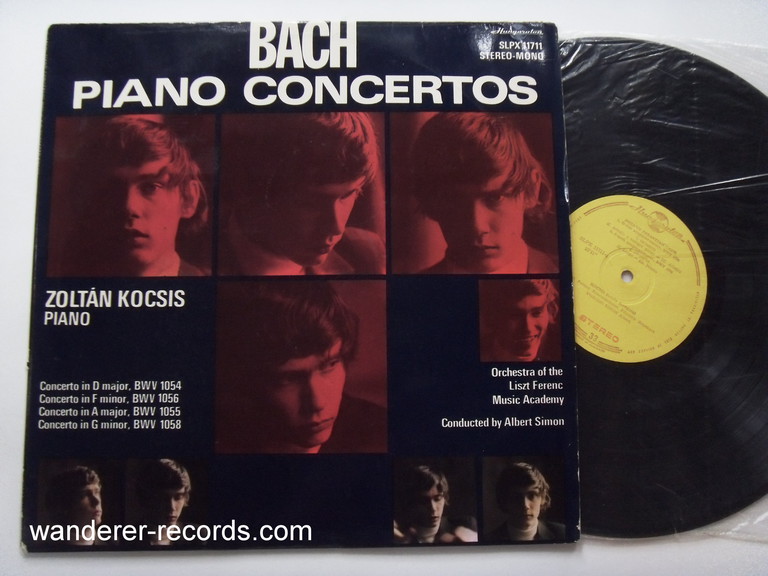 BACH
Hungaroton
SLPX 11711
STEREO-MONO
PIANO CONCERTOS
ZOLTÁN KOCSIS
PIANO
Concerto in D major, BWV 1054
Concerto in F minor, BWV 1056
Concerto in A major, BWV 1055
Concerto in G minor, BWV 1058
Orchestra of the
Liszt Ferenc
Music Academy
Conducted by Albert Simon
STEREO
33
wanderer-records.com